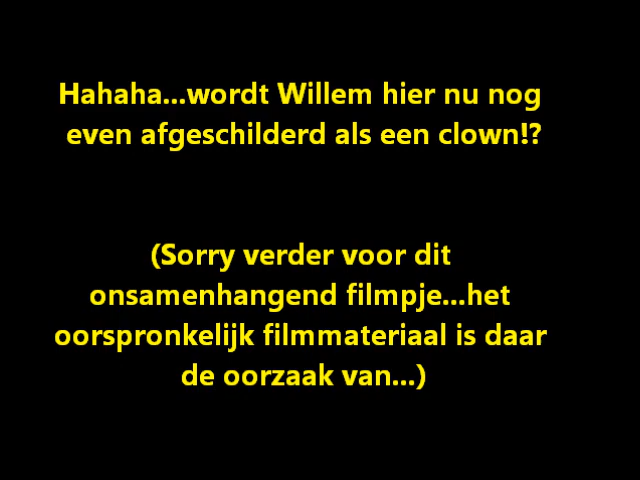 Hahaha...wordt Willem hier nu nog
even afgeschilderd als een clown!?
(Sorry verder voor dit
onsamenhangend filmpje...het
oorspronkelijk filmmateriaal is daar
de oorzaak van...)